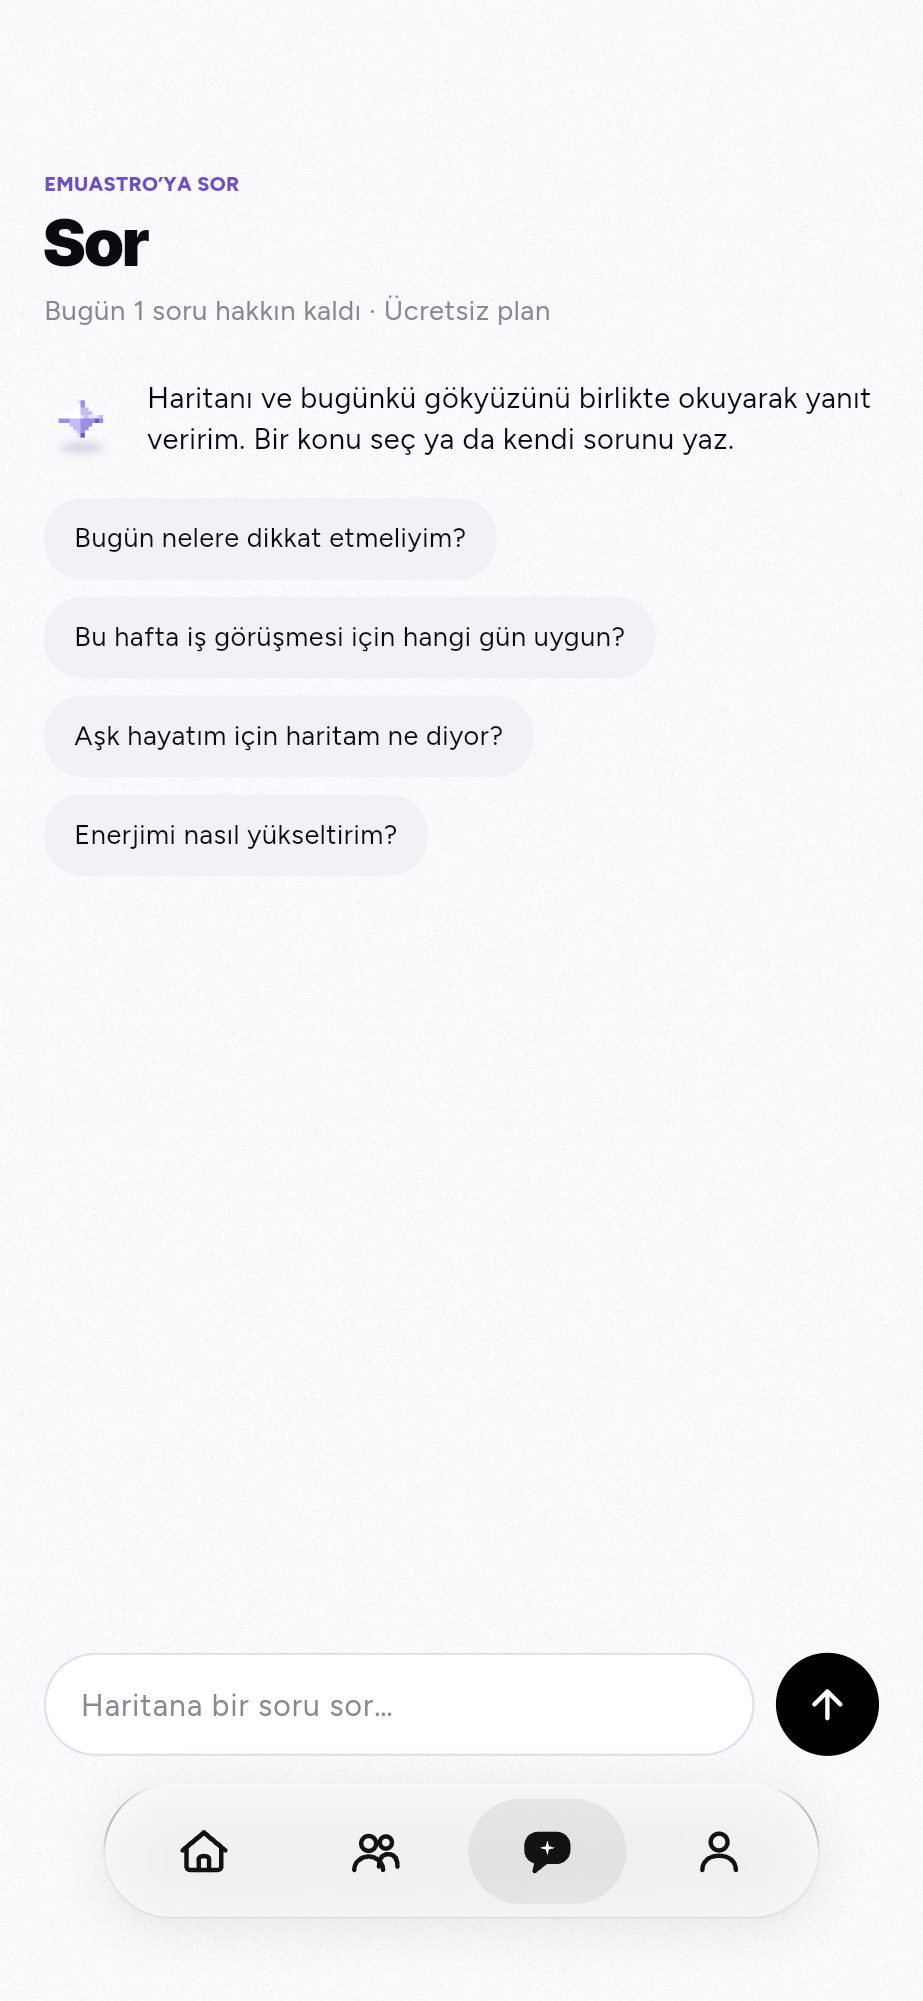 EMUASTRO’YA SOR
Sor
Bugün 1 soru hakkın kaldı · Ücretsiz plan
Haritanı ve bugünkü gökyüzünü birlikte okuyarak yanıt
veririm. Bir konu seç ya da kendi sorunu yaz.
Bugün nelere dikkat etmeliyim?
Bu hafta iş görüşmesi için hangi gün uygun?
Aşk hayatım için haritam ne diyor?
Enerjimi nasıl yükseltirim?
Haritana bir soru sor…